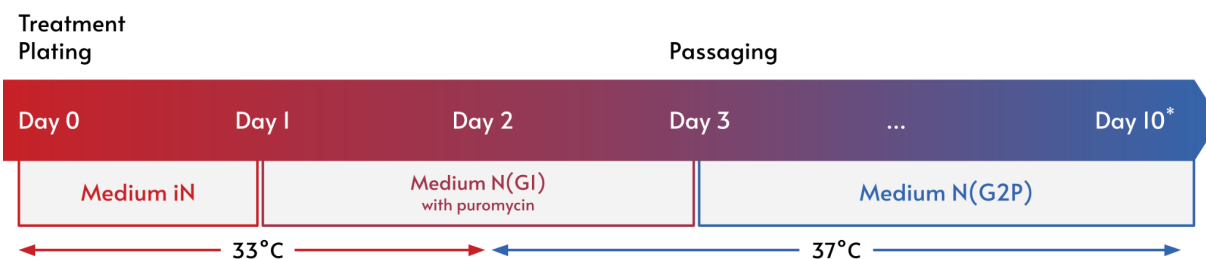 Treatment
Plating
Passaging
Day 0
Day 1
Day 2
Day 3
...
Day 10*
Medium iN
Medium N(G1)
with puromycin
Medium N(G2P)
33°C
37°C